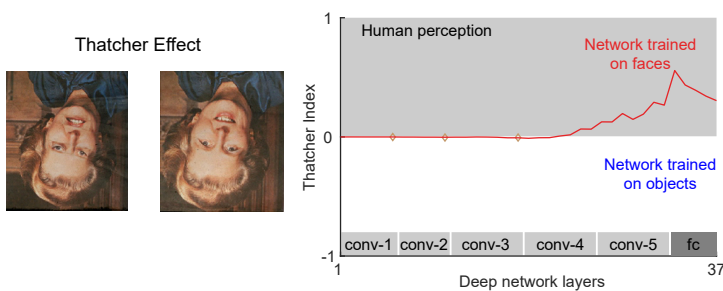 Thatcher Effect
1
Human perception
Network trained
on faces
Thatcher Index
0
Network trained
on objects
conv-1 conv-2 conv-3 conv-4 conv-5 fc
-1
1 37
Deep network layers